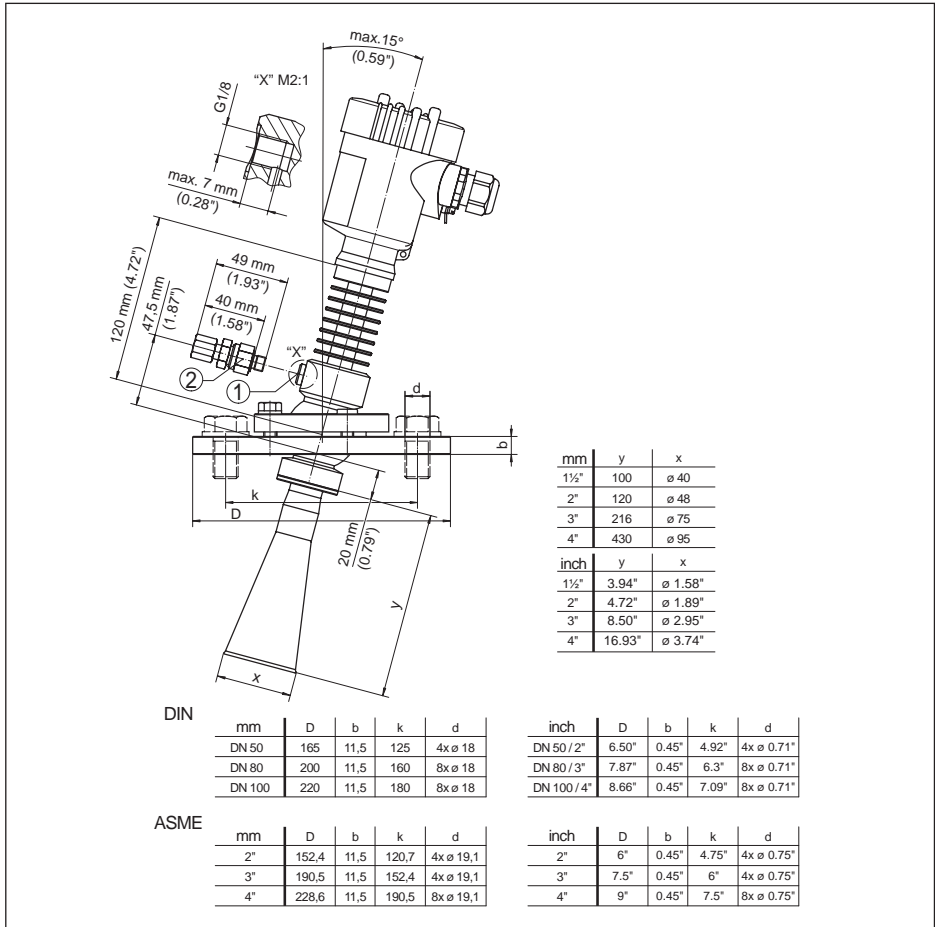 max.15°
(0.59")
"X" M2:1
G1/8
max. 7 mm
(0.28")
120 mm (4.72")
47,5 mm
(1.87")
49 mm
(1.93")
40 mm
(1.58")
"X"
2
1
d
b
k
D
20 mm
(0.79")
y
x
mm y x
1½" 100 ø 40
2" 120 ø 48
3" 216 ø 75
4" 430 ø 95
inch y x
1½" 3.94" ø 1.58"
2" 4.72" ø 1.89"
3" 8.50" ø 2.95"
4" 16.93" ø 3.74"
DIN
mm D b k d
DN 50 165 11,5 125 4x ø 18
DN 80 200 11,5 160 8x ø 18
DN 100 220 11,5 180 8x ø 18
inch D b k d
DN 50 / 2" 6.50" 0.45" 4.92" 4x ø 0.71"
DN 80 / 3" 7.87" 0.45" 6.3" 8x ø 0.71"
DN 100 / 4" 8.66" 0.45" 7.09" 8x ø 0.71"
ASME
mm D b k d
2" 152,4 11,5 120,7 4x ø 19,1
3" 190,5 11,5 152,4 4x ø 19,1
4" 228,6 11,5 190,5 8x ø 19,1
inch D b k d
2" 6" 0.45" 4.75" 4x ø 0.75"
3" 7.5" 0.45" 6" 4x ø 0.75"
4" 9" 0.45" 7.5" 8x ø 0.75"